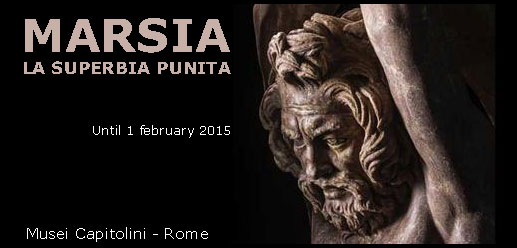 MARSIA
LA SUPERBIA PUNITA
Until 1 february 2015
Musei Capitolini - Rome